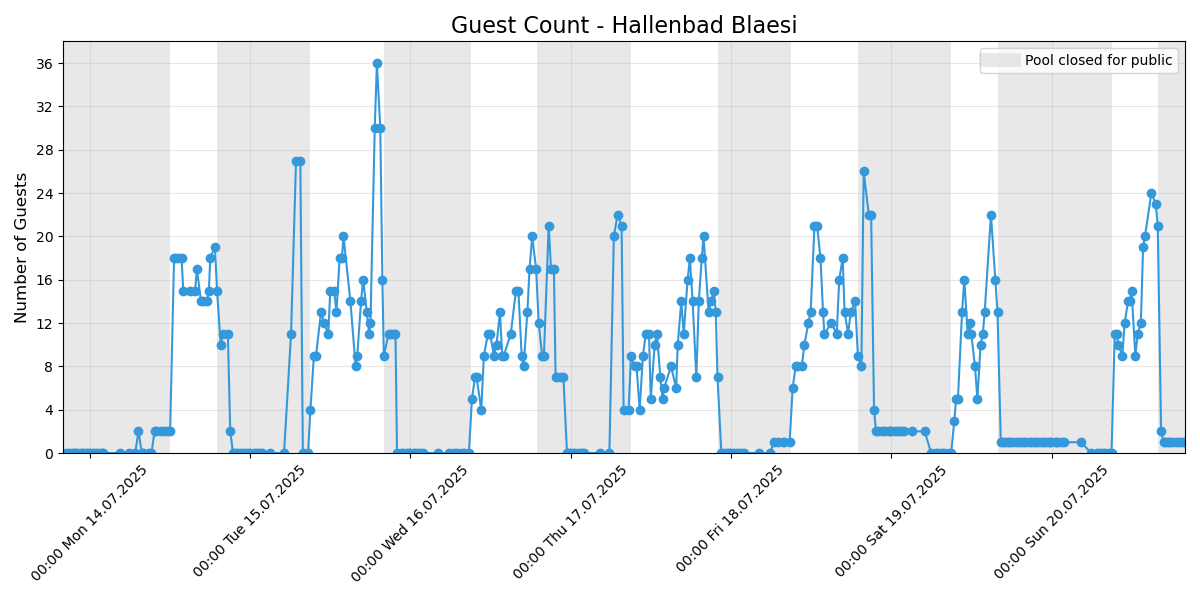 Guest Count - Hallenbad Blaesi
Pool closed for public
Number of Guests
36
32
28
24
20
16
12
8
4
0
00:00 Mon 14.07.2025
00:00 Tue 15.07.2025
00:00 Wed 16.07.2025
00:00 Thu 17.07.2025
00:00 Fri 18.07.2025
00:00 Sat 19.07.2025
00:00 Sun 20.07.2025